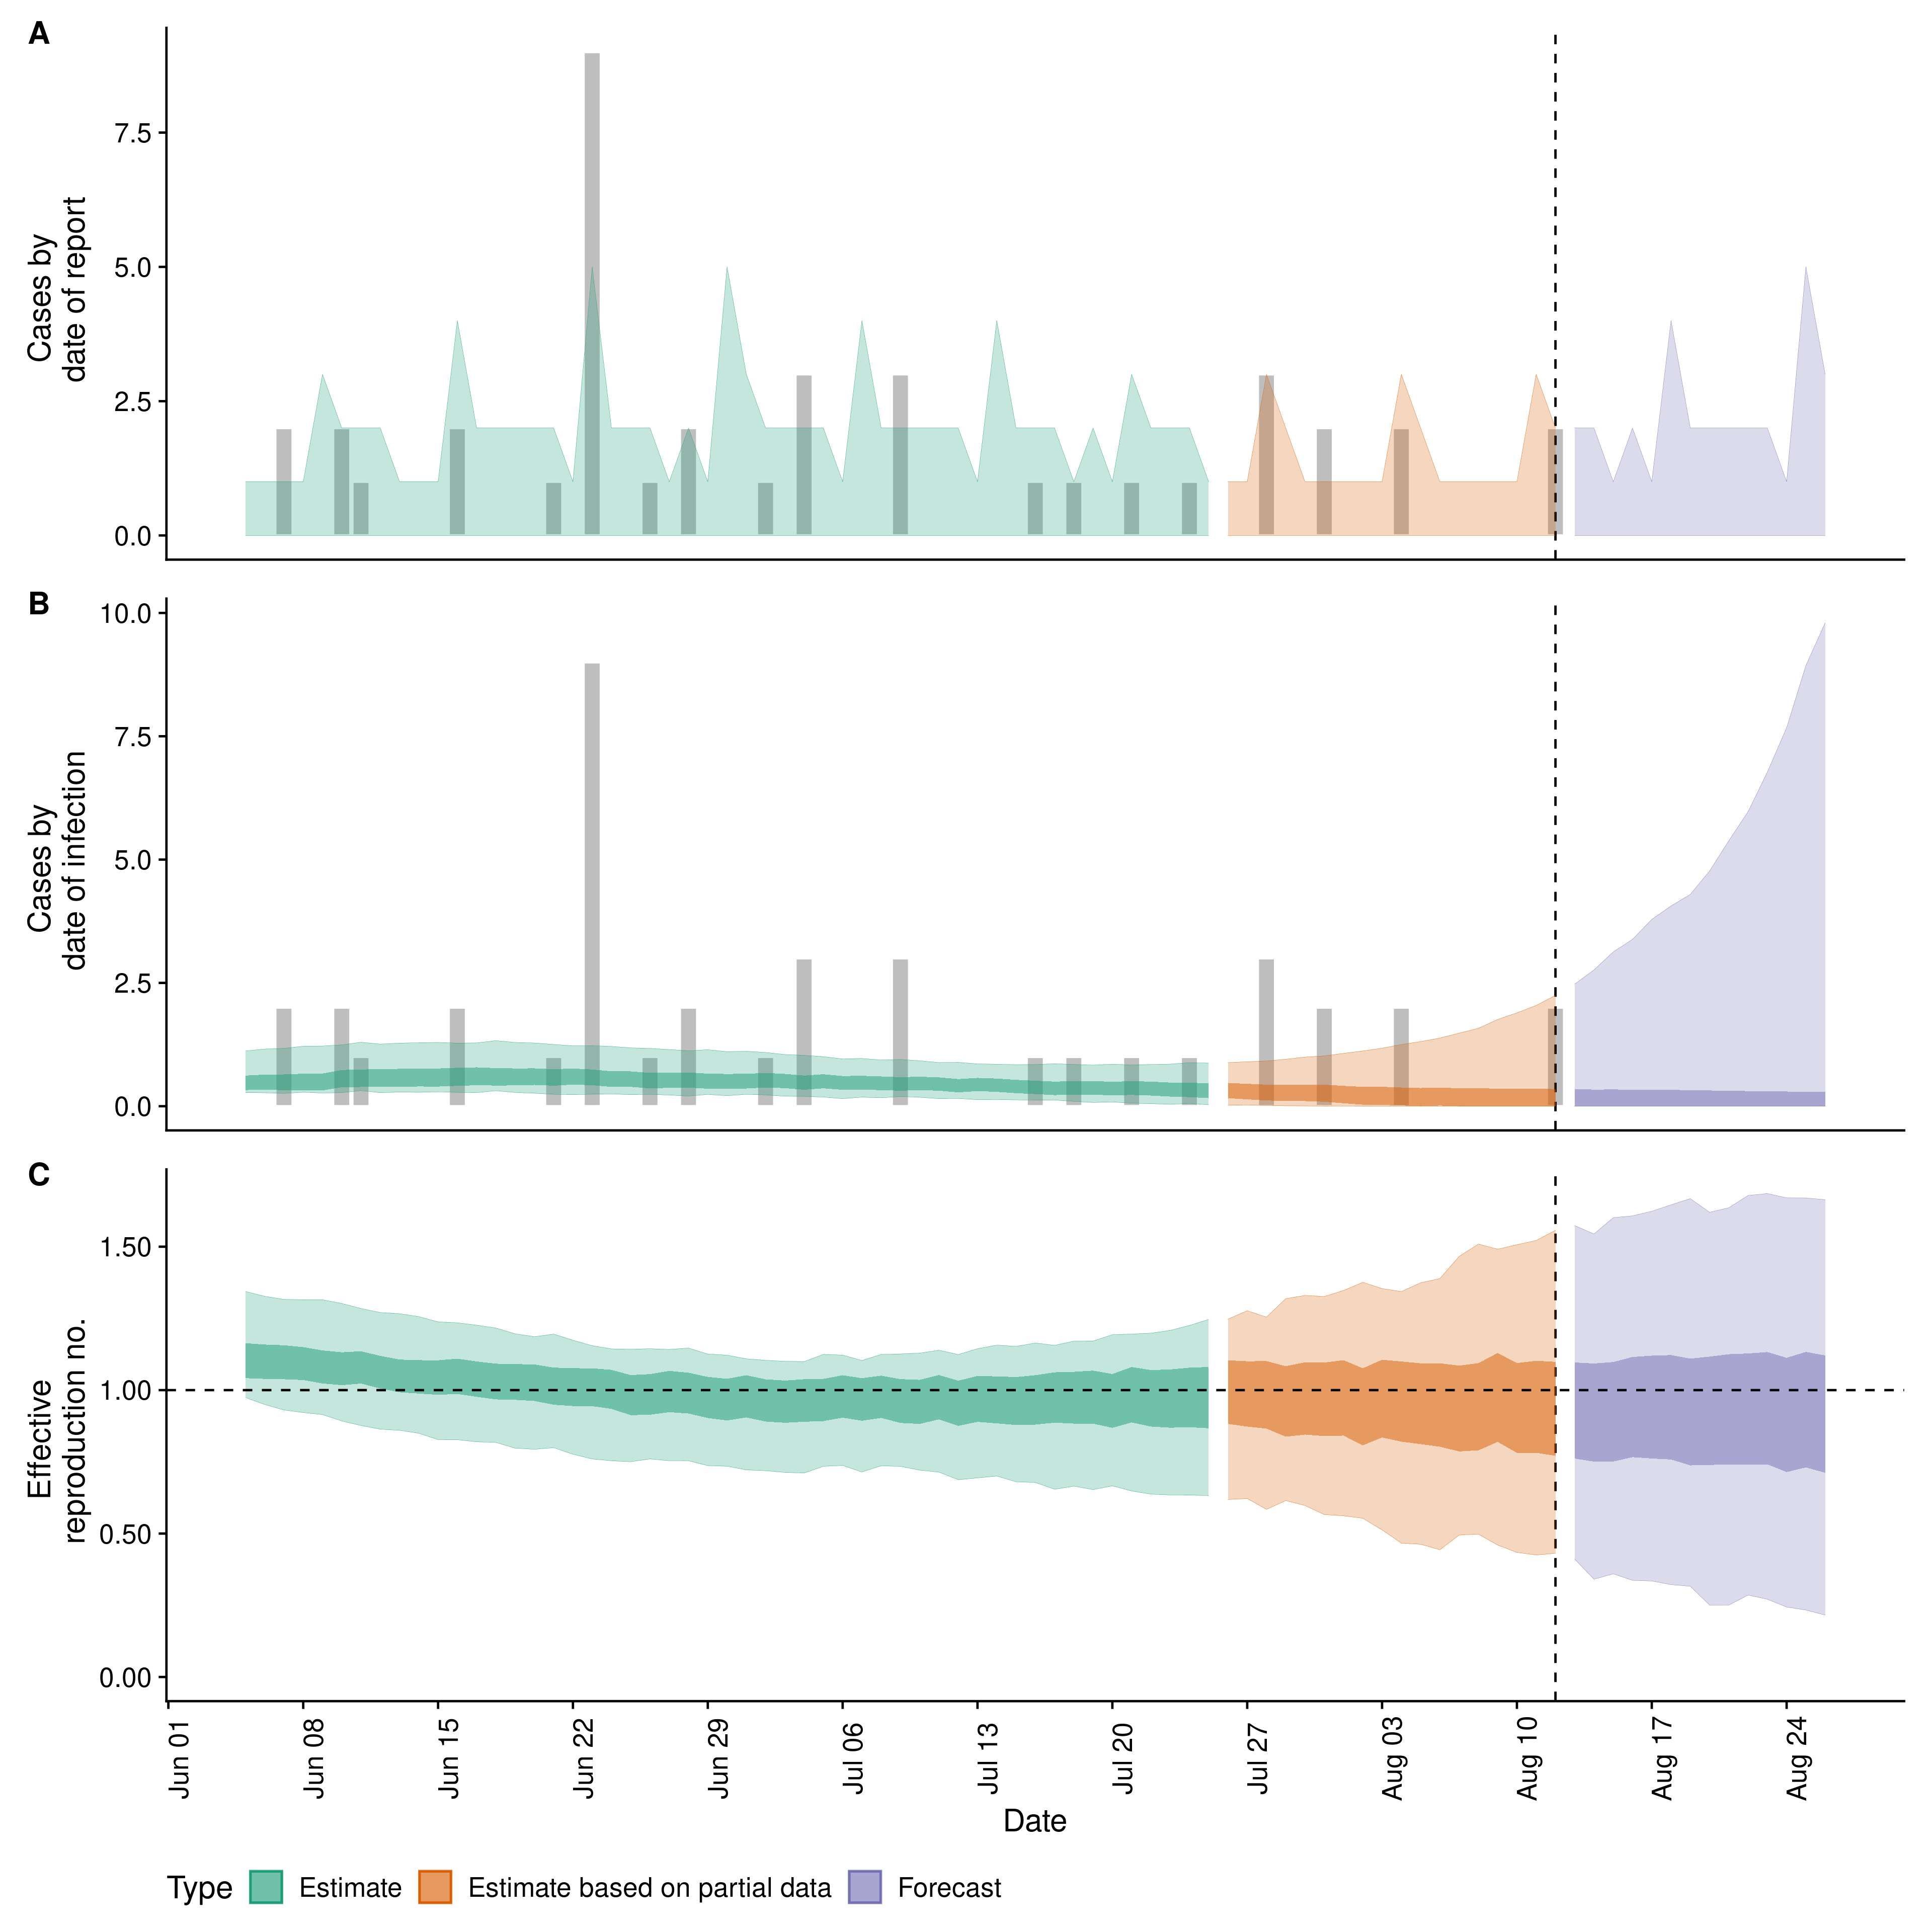 A
Cases by
date of report
7.5
5.0
2.5
0.0
B
Cases by
date of infection
10.0
7.5
5.0
2.5
0.0
C
Effective
reproduction no.
1.50
1.00
0.50
0.00
Jun 01
Jun 08
Jun 15
Jun 22
Jun 29
Jul 06
Jul 13
Jul 20
Jul 27
Aug 03
Aug 10
Aug 17
Aug 24
Date
Type Estimate Estimate based on partial data Forecast